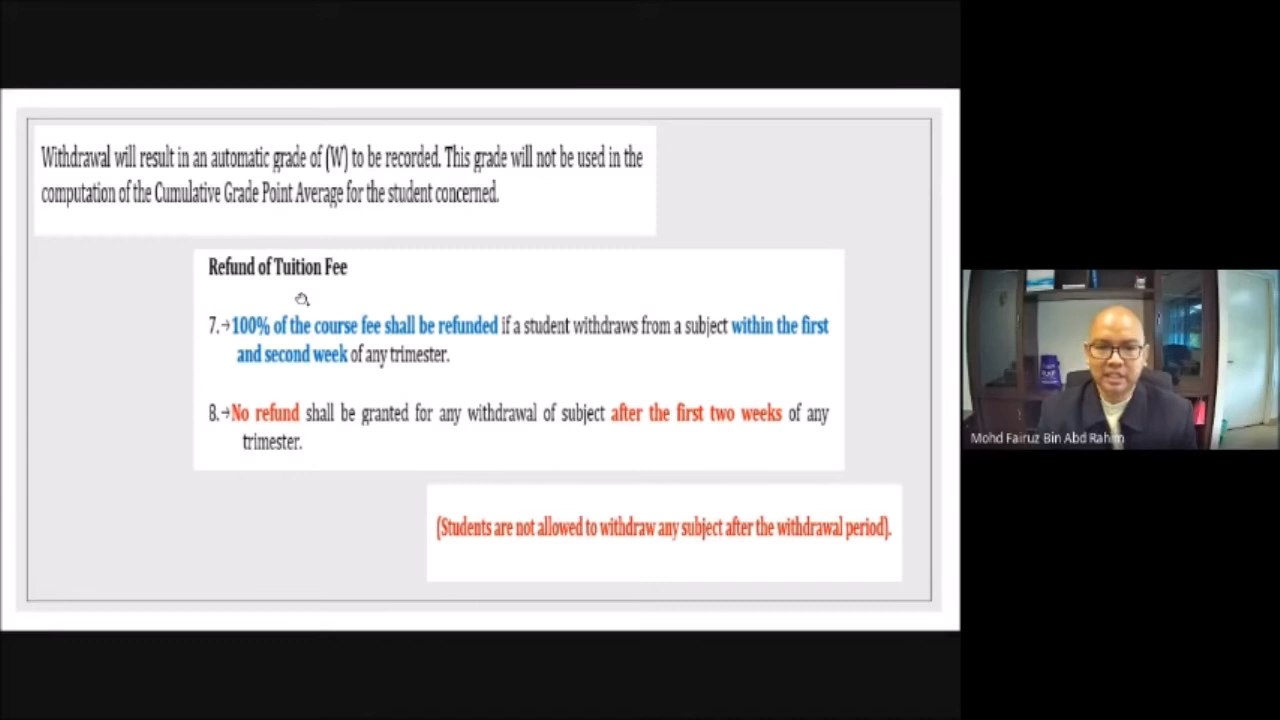 Withdrawal will result in an automatic grade of (W) to be recorded. This grade will not be used in the
computation of the Cumulative Grade Point Average for the student concerned.
Refund of Tuition Fee
7.→100% of the course fee shall be refunded if a student withdraws from a subject within the first
and second week of any trimester.
8.→No refund shall be granted for any withdrawal of subject after the first two weeks of any
trimester.
(Students are not allowed to withdraw any subject after the withdrawal period).
Mohd Fairuz Bin Abd Rahim